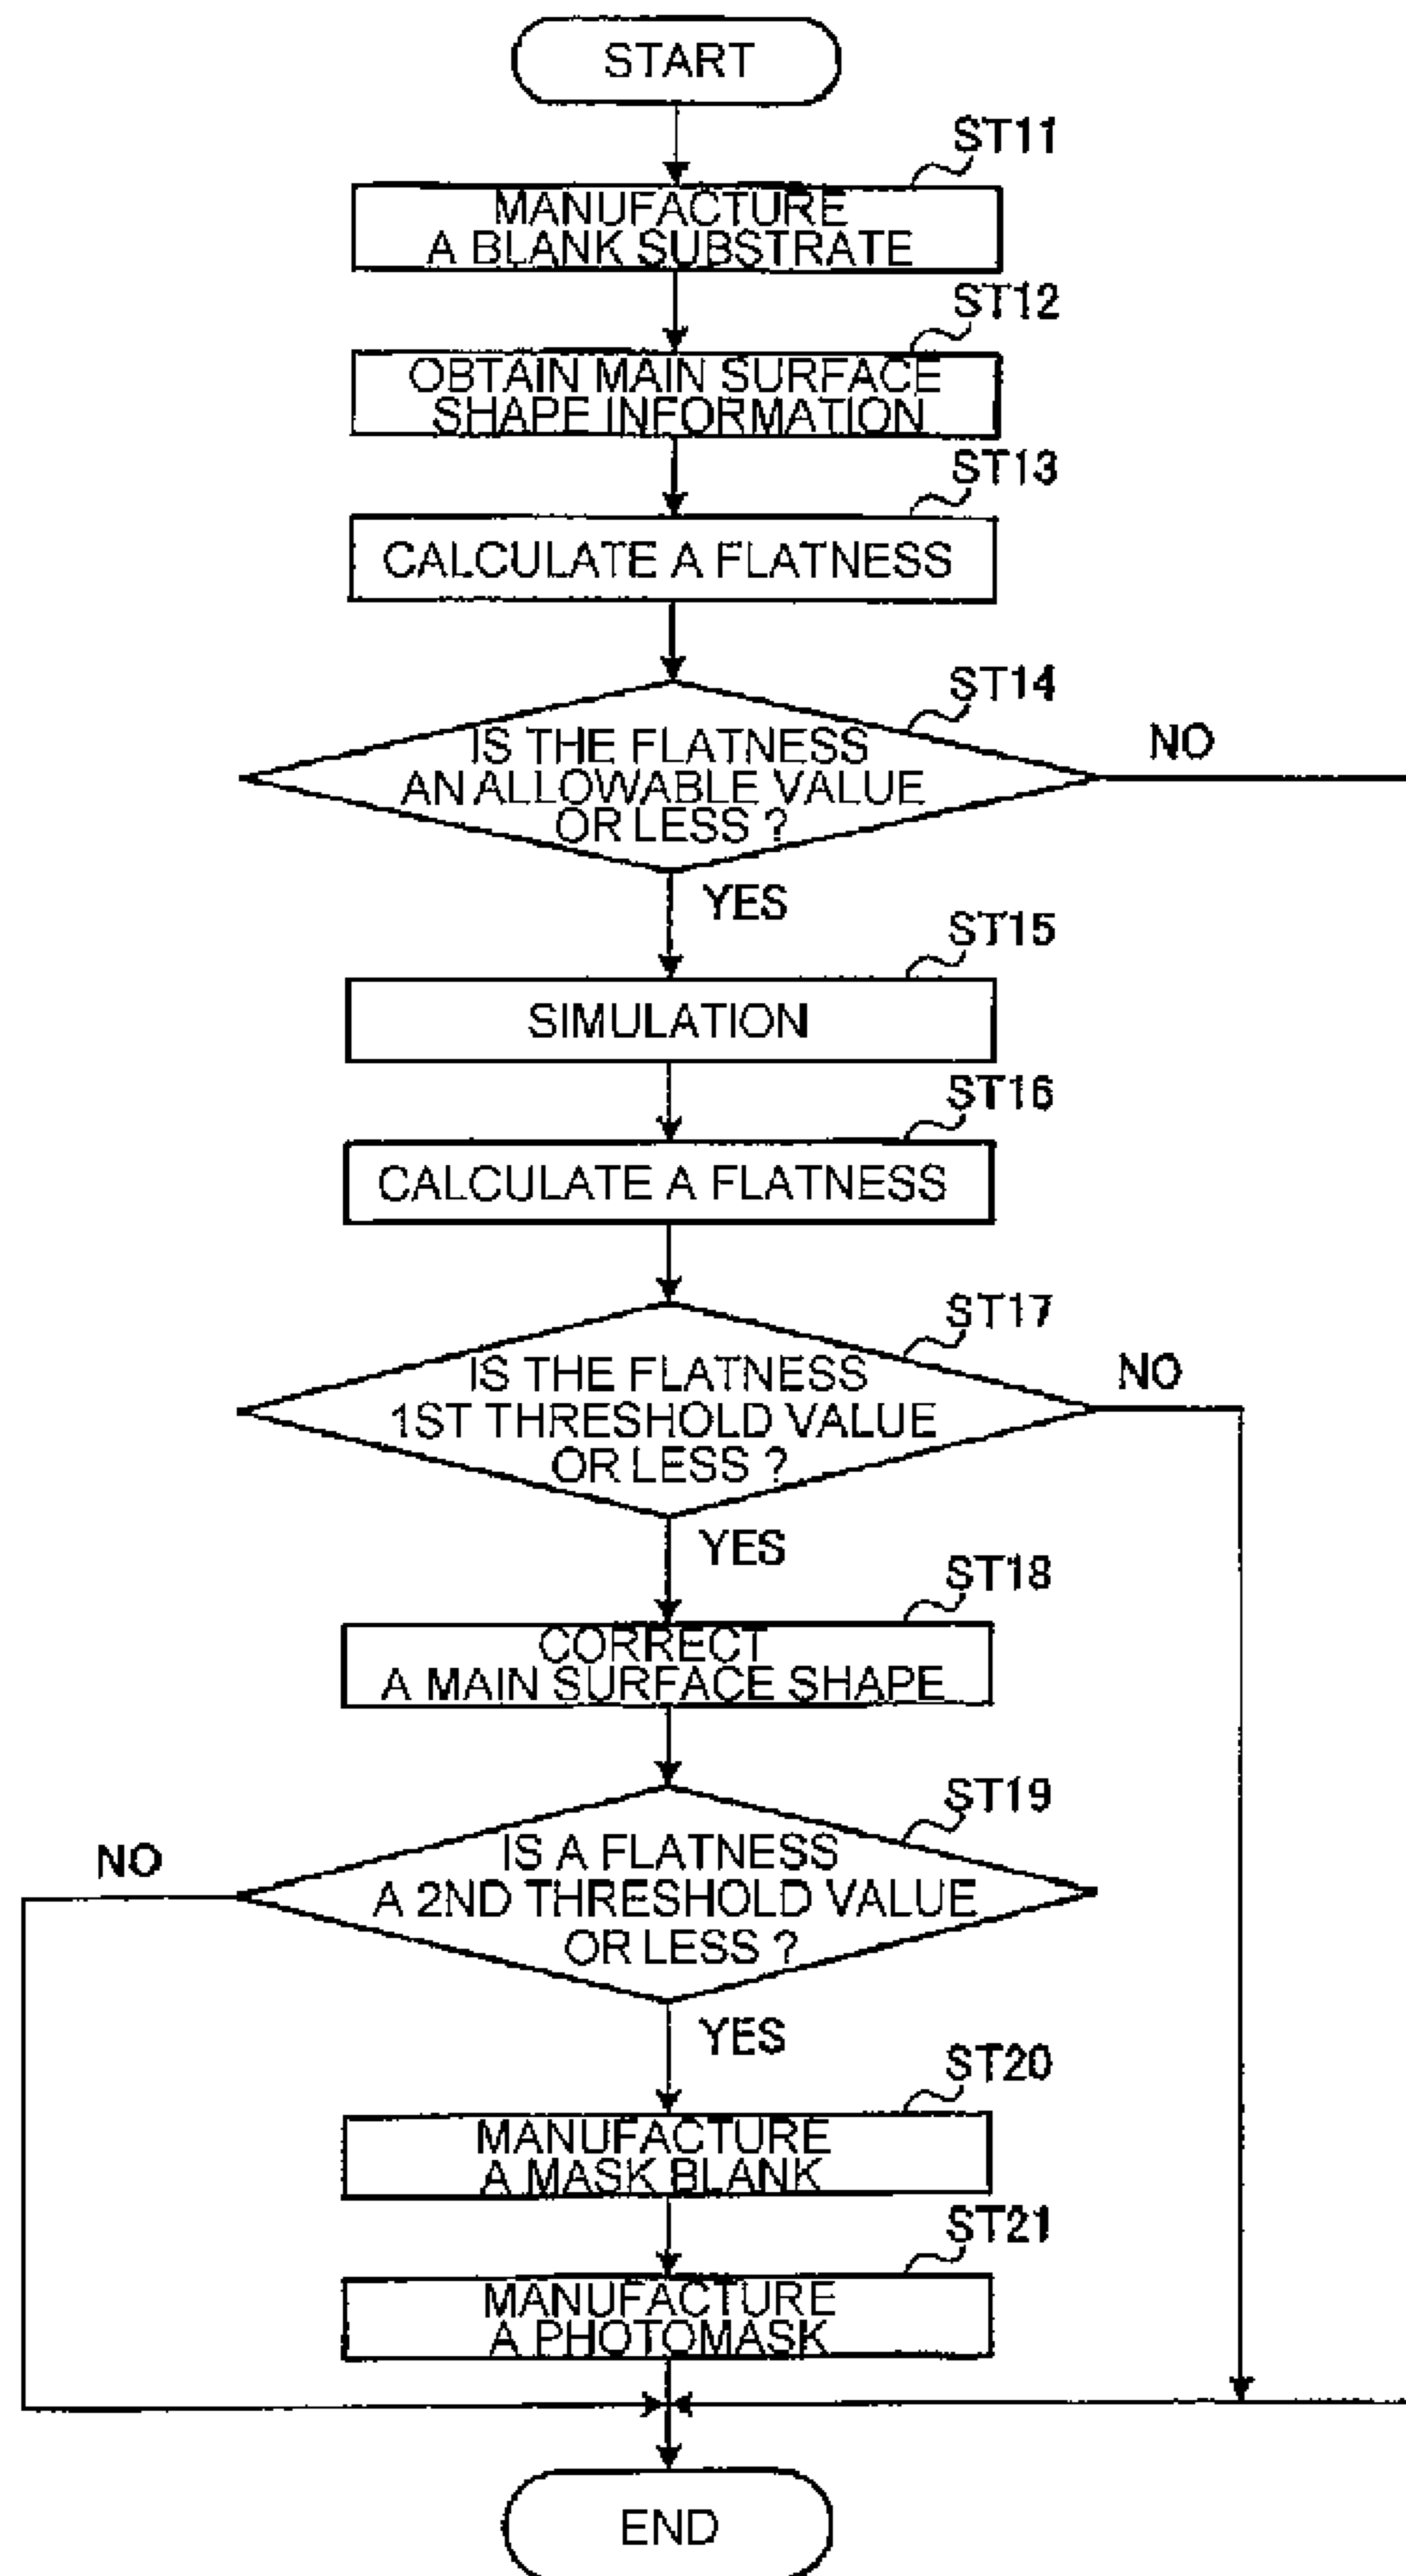 START
ST11
MANUFACTURE
A BLANK SUBSTRATE
ST12
OBTAIN MAIN SURFACE
SHAPE INFORMATION
ST13
CALCULATE A FLATNESS
ST14
IS THE FLATNESS
AN ALLOWABLE VALUE
OR LESS ?
NO
YES
ST15
SIMULATION
ST16
CALCULATE A FLATNESS
ST17
IS THE FLATNESS
1ST THRESHOLD VALUE
OR LESS ?
NO
YES
ST18
CORRECT
A MAIN SURFACE SHAPE
ST19
IS A FLATNESS
A 2ND THRESHOLD VALUE
OR LESS ?
NO
YES
ST20
MANUFACTURE
A MASK BLANK
ST21
MANUFACTURE
A PHOTOMASK
END